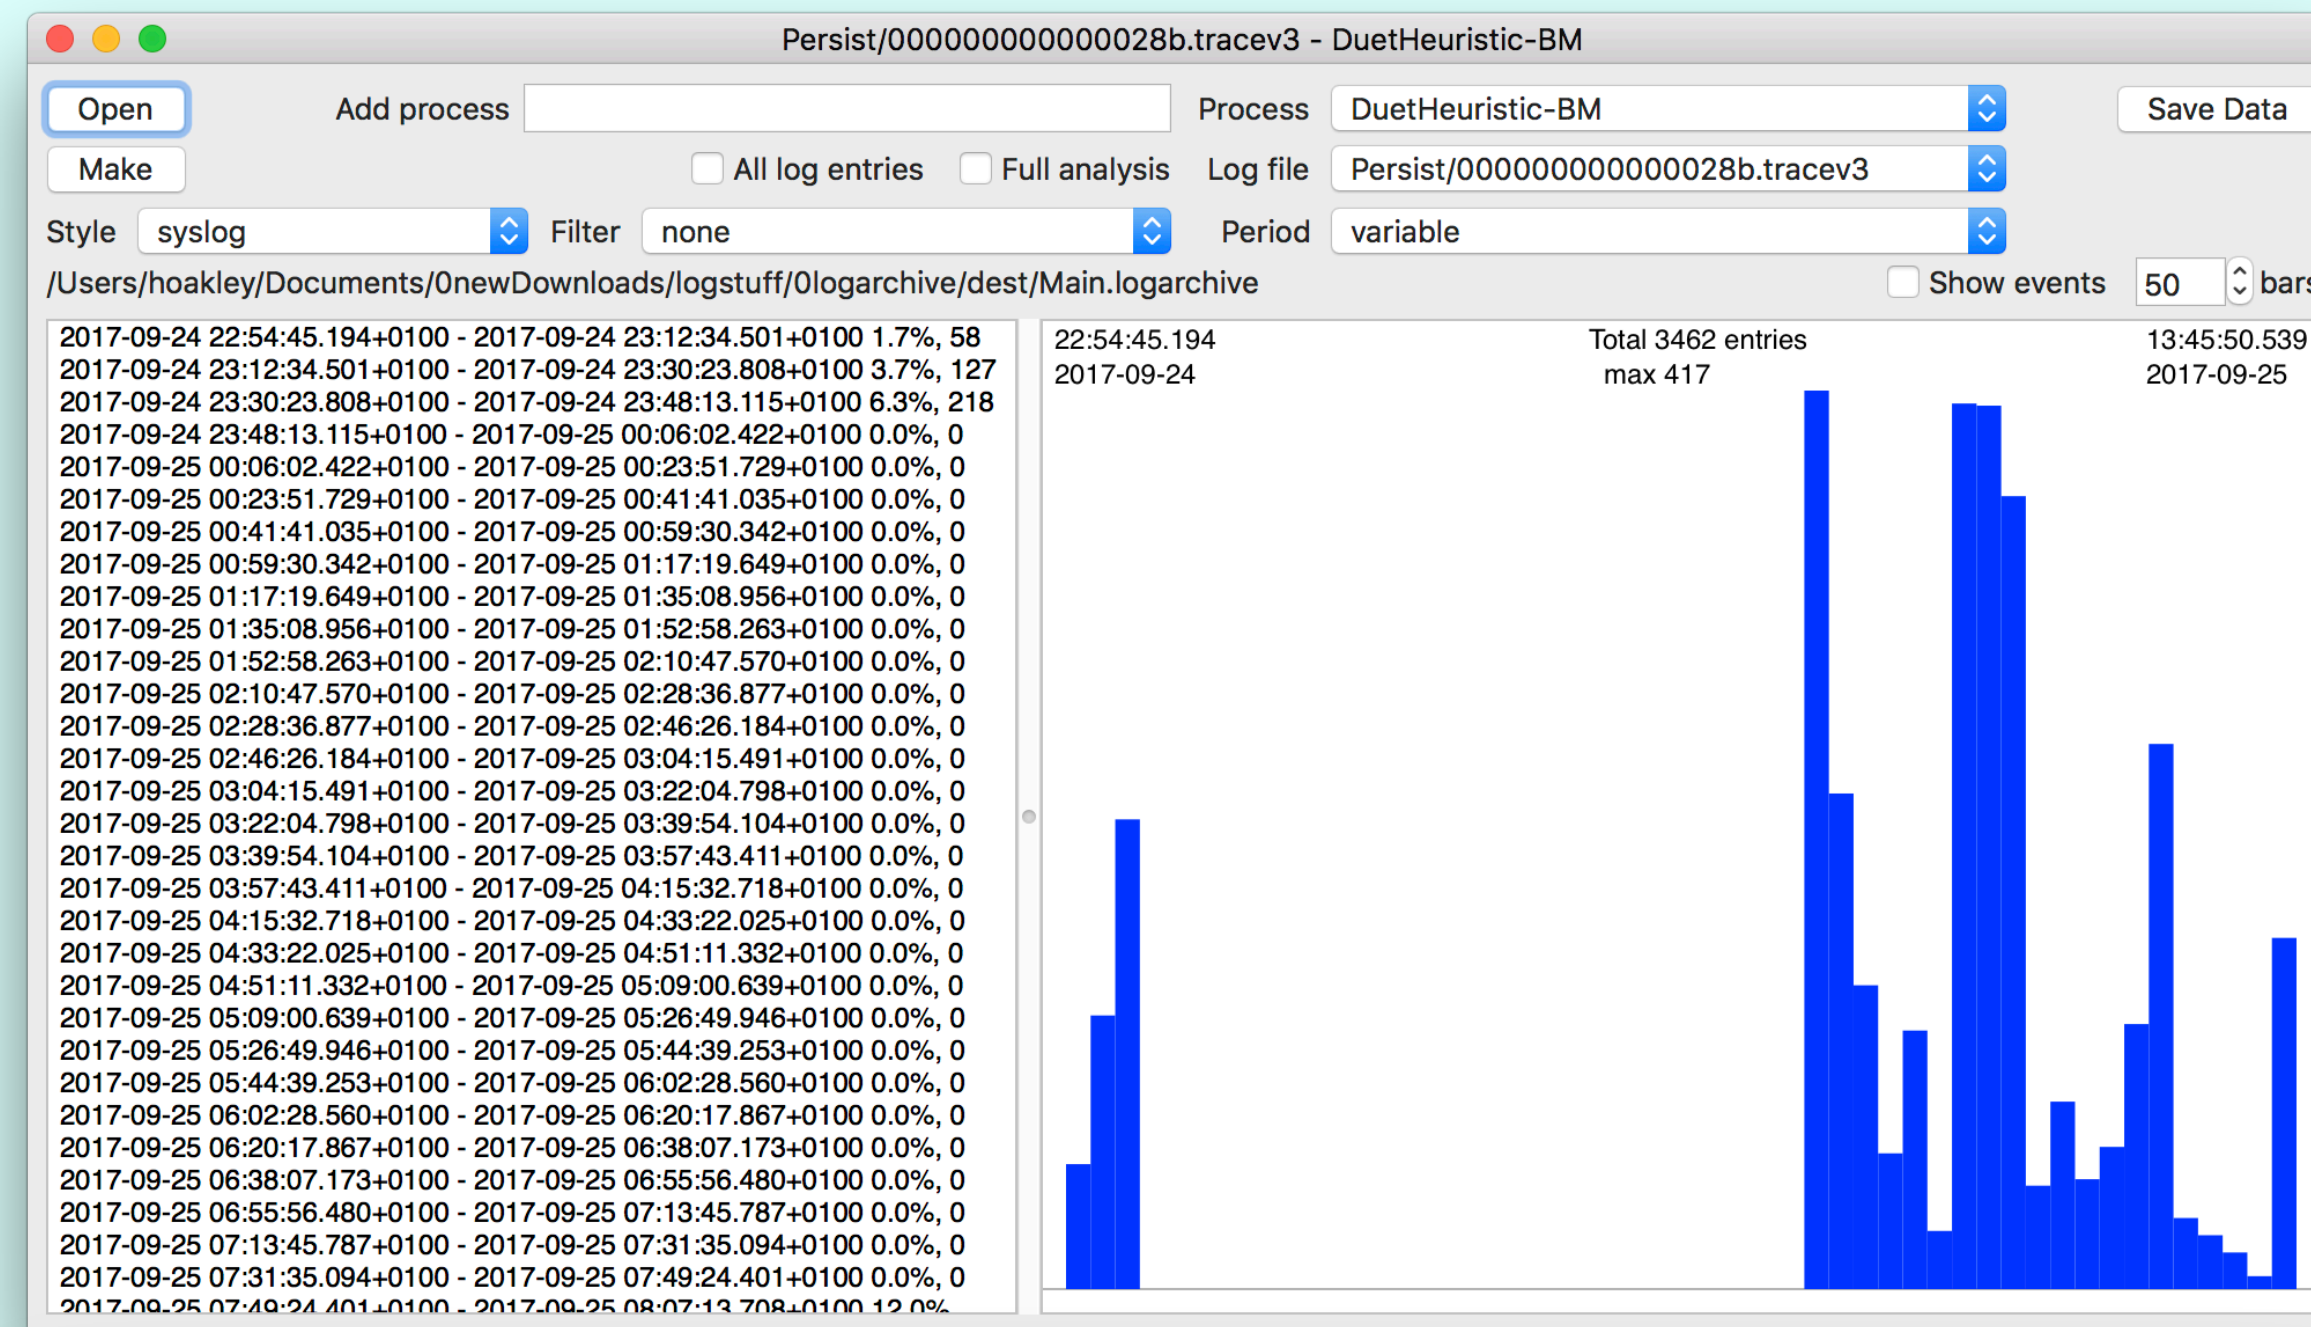 Persist/000000000000028b.tracev3 - DuetHeuristic-BM
Open Add process Process DuetHeuristic-BM Save Data
Make All log entries Full analysis Log file Persist/000000000000028b.tracev3
Style syslog Filter none Period variable
/Users/hoakley/Documents/0newDownloads/logstuff/0logarchive/dest/Main.logarchive Show events 50 bars
2017-09-24 22:54:45.194+0100 - 2017-09-24 23:12:34.501+0100 1.7%, 58
2017-09-24 23:12:34.501+0100 - 2017-09-24 23:30:23.808+0100 3.7%, 127
2017-09-24 23:30:23.808+0100 - 2017-09-24 23:48:13.115+0100 6.3%, 218
2017-09-24 23:48:13.115+0100 - 2017-09-25 00:06:02.422+0100 0.0%, 0
2017-09-25 00:06:02.422+0100 - 2017-09-25 00:23:51.729+0100 0.0%, 0
2017-09-25 00:23:51.729+0100 - 2017-09-25 00:41:41.035+0100 0.0%, 0
2017-09-25 00:41:41.035+0100 - 2017-09-25 00:59:30.342+0100 0.0%, 0
2017-09-25 00:59:30.342+0100 - 2017-09-25 01:17:19.649+0100 0.0%, 0
2017-09-25 01:17:19.649+0100 - 2017-09-25 01:35:08.956+0100 0.0%, 0
2017-09-25 01:35:08.956+0100 - 2017-09-25 01:52:58.263+0100 0.0%, 0
2017-09-25 01:52:58.263+0100 - 2017-09-25 02:10:47.570+0100 0.0%, 0
2017-09-25 02:10:47.570+0100 - 2017-09-25 02:28:36.877+0100 0.0%, 0
2017-09-25 02:28:36.877+0100 - 2017-09-25 02:46:26.184+0100 0.0%, 0
2017-09-25 02:46:26.184+0100 - 2017-09-25 03:04:15.491+0100 0.0%, 0
2017-09-25 03:04:15.491+0100 - 2017-09-25 03:22:04.798+0100 0.0%, 0
2017-09-25 03:22:04.798+0100 - 2017-09-25 03:39:54.104+0100 0.0%, 0
2017-09-25 03:39:54.104+0100 - 2017-09-25 03:57:43.411+0100 0.0%, 0
2017-09-25 03:57:43.411+0100 - 2017-09-25 04:15:32.718+0100 0.0%, 0
2017-09-25 04:15:32.718+0100 - 2017-09-25 04:33:22.025+0100 0.0%, 0
2017-09-25 04:33:22.025+0100 - 2017-09-25 04:51:11.332+0100 0.0%, 0
2017-09-25 04:51:11.332+0100 - 2017-09-25 05:09:00.639+0100 0.0%, 0
2017-09-25 05:09:00.639+0100 - 2017-09-25 05:26:49.946+0100 0.0%, 0
2017-09-25 05:26:49.946+0100 - 2017-09-25 05:44:39.253+0100 0.0%, 0
2017-09-25 05:44:39.253+0100 - 2017-09-25 06:02:28.560+0100 0.0%, 0
2017-09-25 06:02:28.560+0100 - 2017-09-25 06:20:17.867+0100 0.0%, 0
2017-09-25 06:20:17.867+0100 - 2017-09-25 06:38:07.173+0100 0.0%, 0
2017-09-25 06:38:07.173+0100 - 2017-09-25 06:55:56.480+0100 0.0%, 0
2017-09-25 06:55:56.480+0100 - 2017-09-25 07:13:45.787+0100 0.0%, 0
2017-09-25 07:13:45.787+0100 - 2017-09-25 07:31:35.094+0100 0.0%, 0
2017-09-25 07:31:35.094+0100 - 2017-09-25 07:49:24.401+0100 0.0%, 0
2017-09-25 07:49:24.401+0100 - 2017-09-25 08:07:13.708+0100 12.0%
22:54:45.194 Total 3462 entries 13:45:50.539
2017-09-24 max 417 2017-09-25